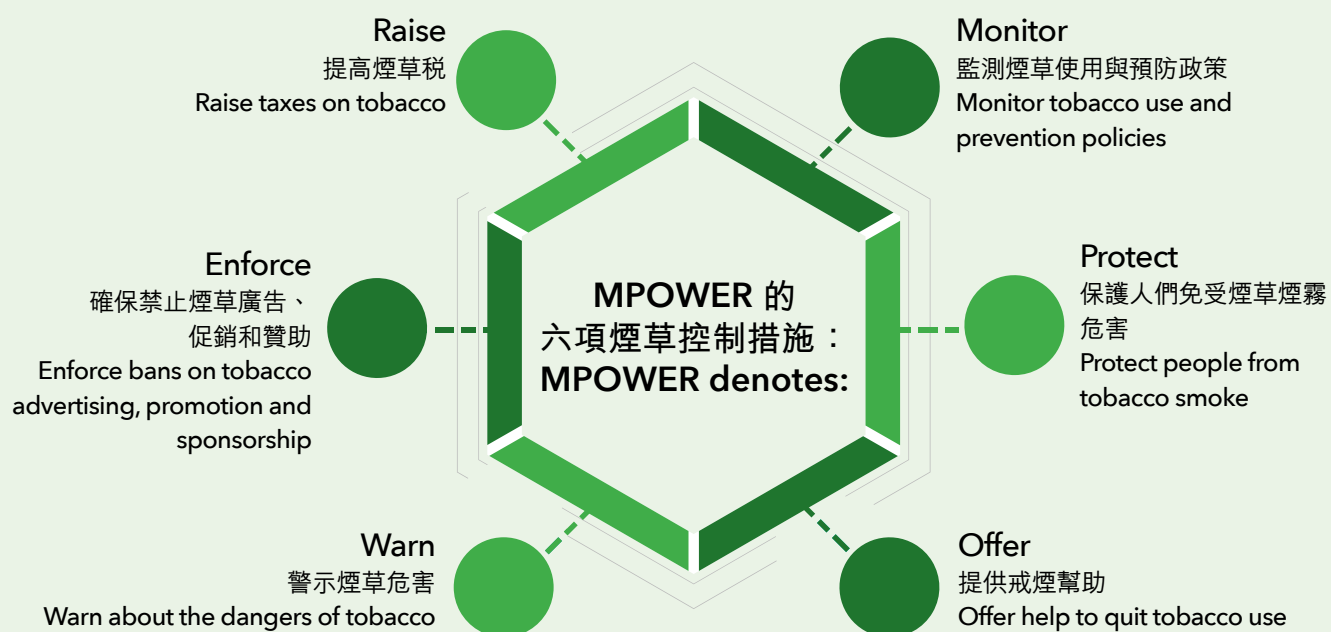 MPOWER 的
六項煙草控制措施：
MPOWER denotes:
Monitor
監測煙草使用與預防政策
Monitor tobacco use and
prevention policies
Protect
保護人們免受煙草煙霧
危害
Protect people from
tobacco smoke
Offer
提供戒煙幫助
Offer help to quit tobacco use
Warn
警示煙草危害
Warn about the dangers of tobacco
Enforce
確保禁止煙草廣告、
促銷和贊助
Enforce bans on tobacco
advertising, promotion and
sponsorship
Raise
提高煙草税
Raise taxes on tobacco